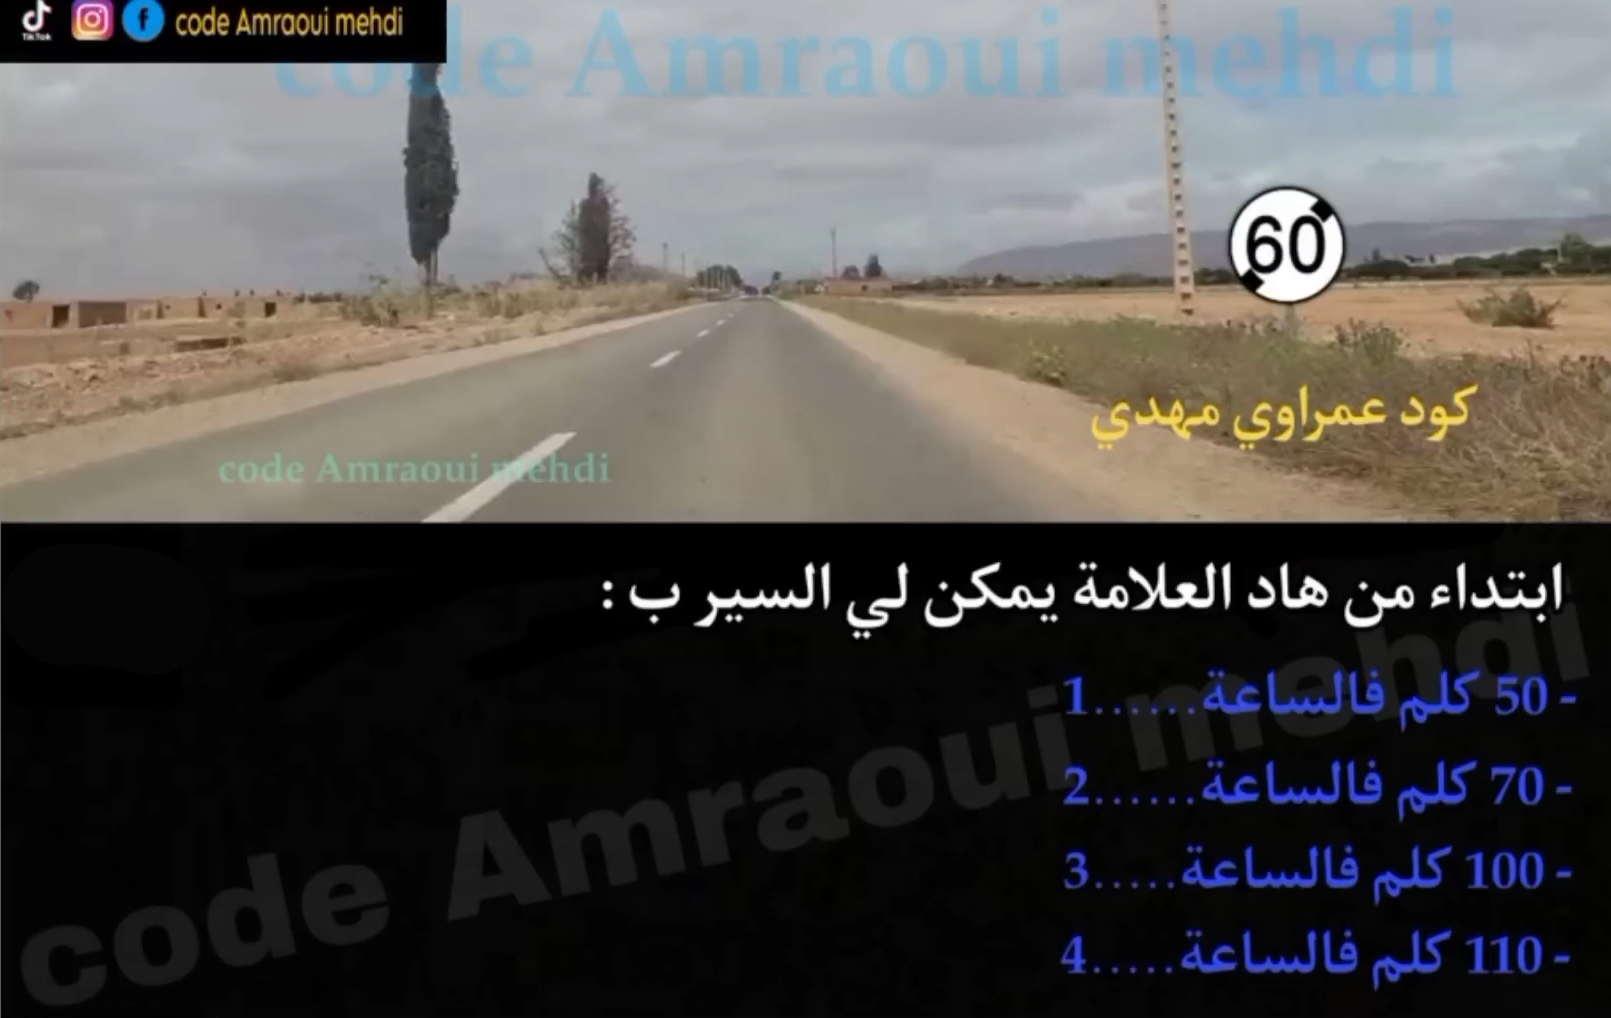 TikTok
code Amraoui mehdi
code Amraoui mehdi
60
كود عمراوي مهدي
code Amraoui mehdi
ابتداء من هاد العلامة يمكن لي السير ب :
- 50 كلم فالساعة......1
- 70 كلم فالساعة......2
- 100 كلم فالساعة.....3
- 110 كلم فالساعة.....4
code Amraoui mehdi